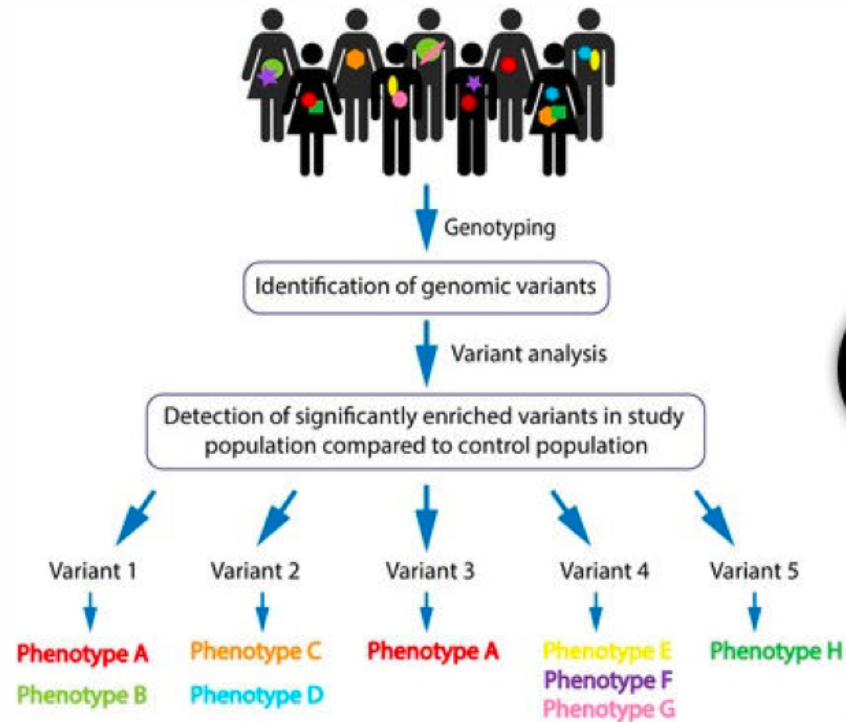 Genotyping
Identification of genomic variants
Variant analysis
Detection of significantly enriched variants in study
population compared to control population
Variant 1
Variant 2
Variant 3
Variant 4
Variant 5
Phenotype A
Phenotype C
Phenotype A
Phenotype E
Phenotype H
Phenotype B
Phenotype D
Phenotype F
Phenotype G